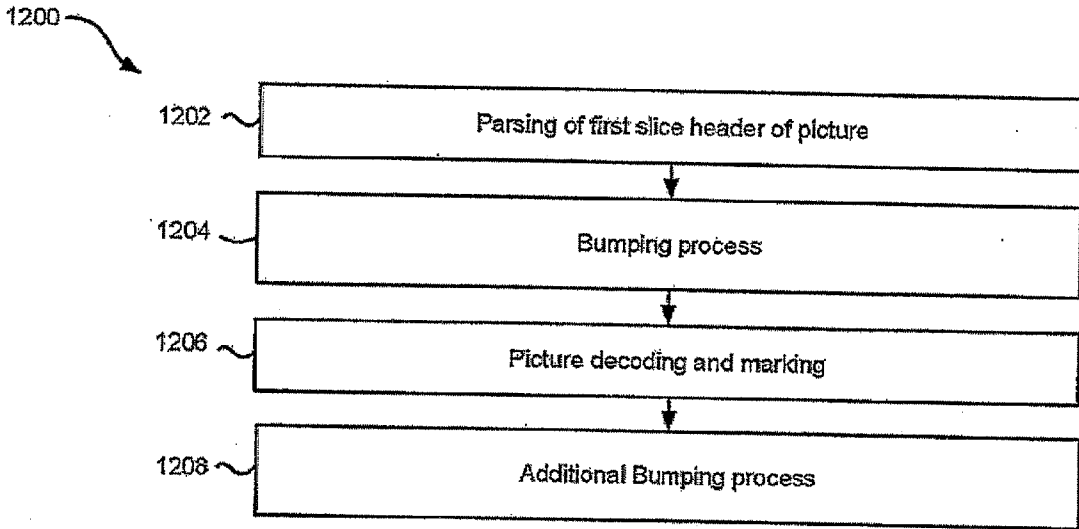 1200
1202
Parsing of first slice header of picture
1204
Bumping process
1206
Picture decoding and marking
1208
Additional Bumping process